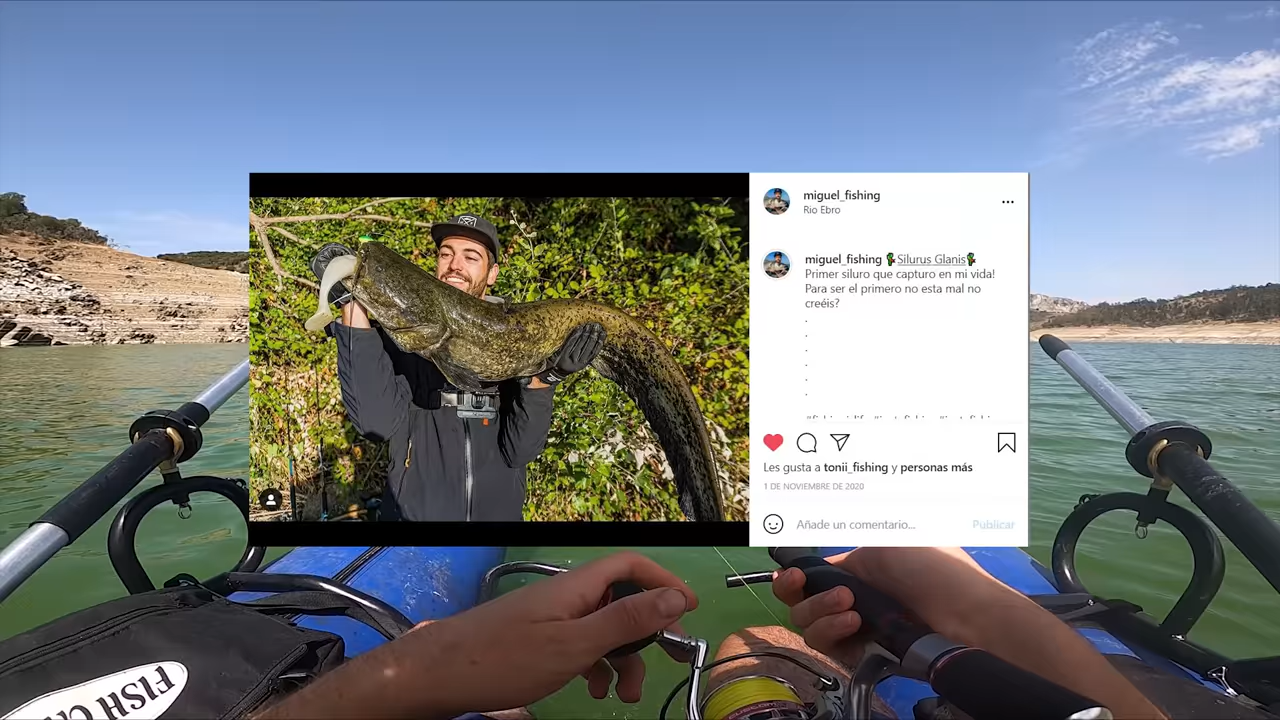 miguel_fishing
Rio Ebro
miguel_fishing Silurus Glanis
Primer siluro que capturo en mi vida!
Para ser el primero no esta mal no
creéis?
.
.
.
.
.
.
Les gusta a tonii_fishing y personas más
1 DE NOVIEMBRE DE 2020
Añade un comentario...
Publicar
FISH